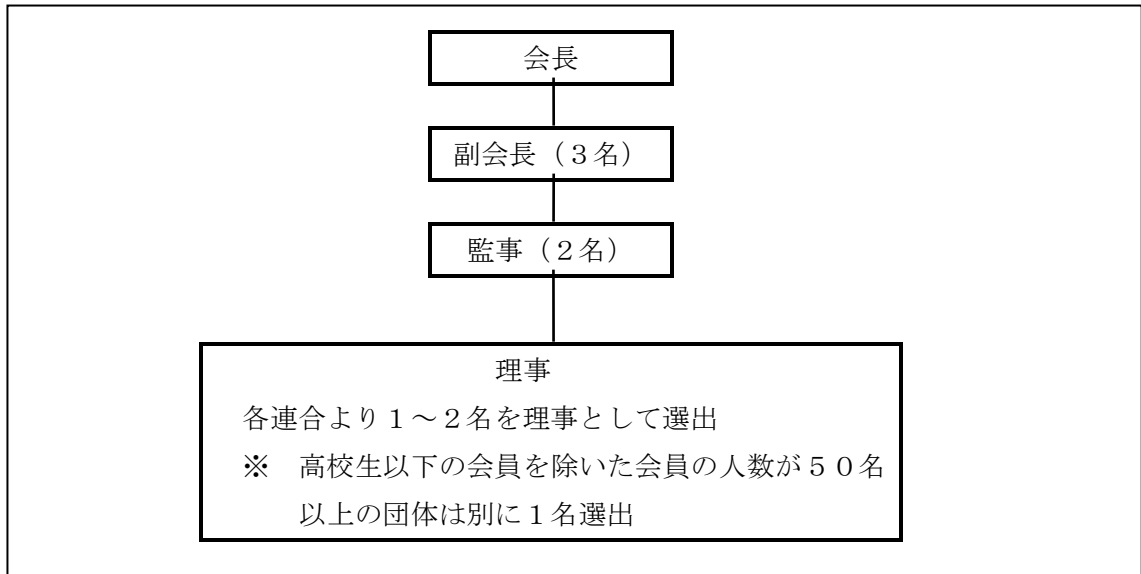 会長
副会長(3名)
監事(2名)
理事
各連合より1～2名を理事として選出
※ 高校生以下の会員を除いた会員の人数が50名
以上の団体は別に1名選出